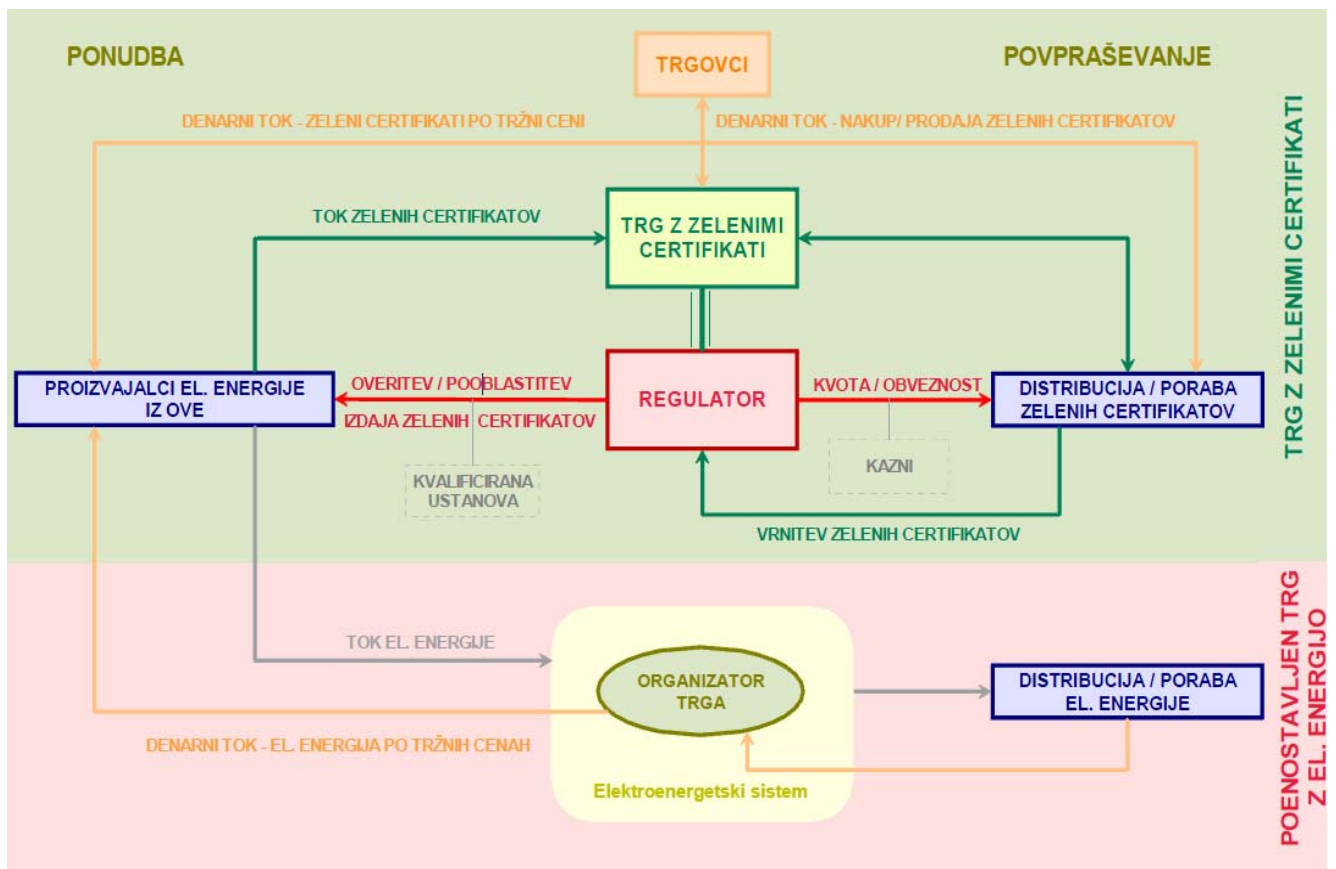 PONUDBA
TRGOVCI
POVPRAŠEVANJE
DENARNI TOK - ZELENI CERTIFIKATI PO TRŽNI CENI
DENARNI TOK - NAKUP/ PRODAJA ZELENIH CERTIFIKATOV
TOK ZELENIH CERTIFIKATOV
TRG Z ZELENIMI
CERTIFIKATI
TRG Z ZELENIMI CERTIFIKATI
PROIZVAJALCI EL. ENERGIJE
IZ OVE
OVERITEV / POOBLASTITEV
IZDAJA ZELENIH CERTIFIKATOV
REGULATOR
KVOTA / OBVEZNOST
DISTRIBUCIJA / PORABA
ZELENIH CERTIFIKATOV
KVALIFICIRANA
USTANOVA
KAZNI
VRNITEV ZELENIH CERTIFIKATOV
TOK EL. ENERGIJE
ORGANIZATOR
TRGA
DISTRIBUCIJA / PORABA
EL. ENERGIJE
DENARNI TOK - EL. ENERGIJA PO TRŽNIH CENAH
Elektroenergetski sistem
POENOSTAVLJEN TRG
Z EL. ENERGIJO